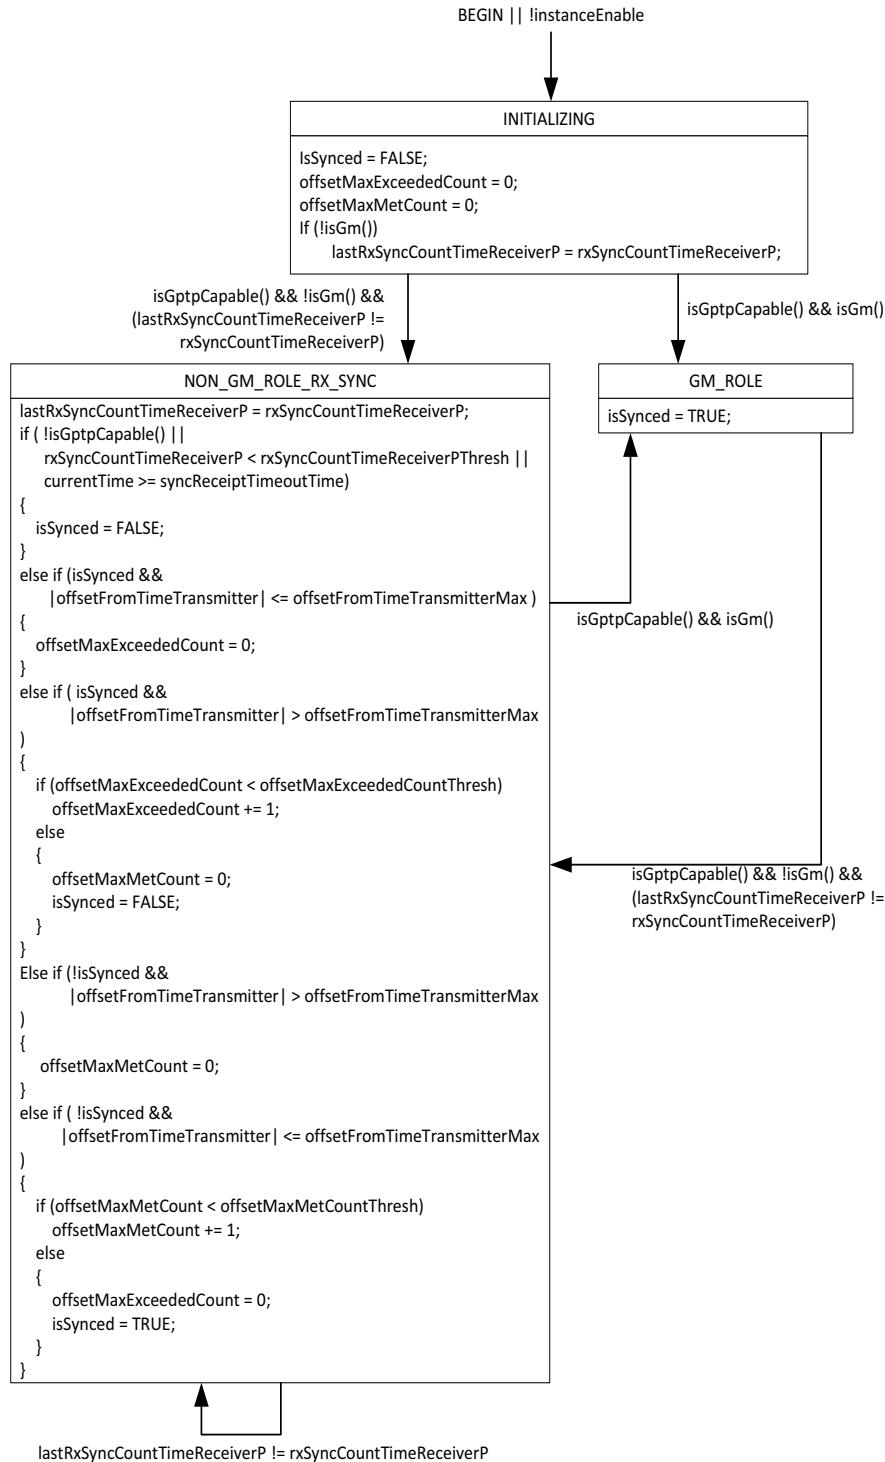 BEGIN || !instanceEnable
INITIALIZING
IsSynced = FALSE;
offsetMaxExceededCount = 0;
offsetMaxMetCount = 0;
If (!isGm())
lastRxSyncCountTimeReceiverP = rxSyncCountTimeReceiverP;
isGptpCapable() && !isGm() &&
(lastRxSyncCountTimeReceiverP !=
rxSyncCountTimeReceiverP)
isGptpCapable() && isGm()
NON_GM_ROLE_RX_SYNC
lastRxSyncCountTimeReceiverP = rxSyncCountTimeReceiverP;
if ( !isGptpCapable() ||
rxSyncCountTimeReceiverP < rxSyncCountTimeReceiverPThresh ||
currentTime >= syncReceiptTimeoutTime)
{
isSynced = FALSE;
}
else if (isSynced &&
|offsetFromTimeTransmitter| <= offsetFromTimeTransmitterMax )
{
offsetMaxExceededCount = 0;
}
else if ( isSynced &&
|offsetFromTimeTransmitter| > offsetFromTimeTransmitterMax
)
{
if (offsetMaxExceededCount < offsetMaxExceededCountThresh)
offsetMaxExceededCount += 1;
else
{
offsetMaxMetCount = 0;
isSynced = FALSE;
}
}
Else if (!isSynced &&
|offsetFromTimeTransmitter| > offsetFromTimeTransmitterMax
)
{
offsetMaxMetCount = 0;
}
else if ( !isSynced &&
|offsetFromTimeTransmitter| <= offsetFromTimeTransmitterMax
)
{
if (offsetMaxMetCount < offsetMaxMetCountThresh)
offsetMaxMetCount += 1;
else
{
offsetMaxExceededCount = 0;
isSynced = TRUE;
}
}
GM_ROLE
isSynced = TRUE;
isGptpCapable() && isGm()
isGptpCapable() && !isGm() &&
(lastRxSyncCountTimeReceiverP !=
rxSyncCountTimeReceiverP)
lastRxSyncCountTimeReceiverP != rxSyncCountTimeReceiverP